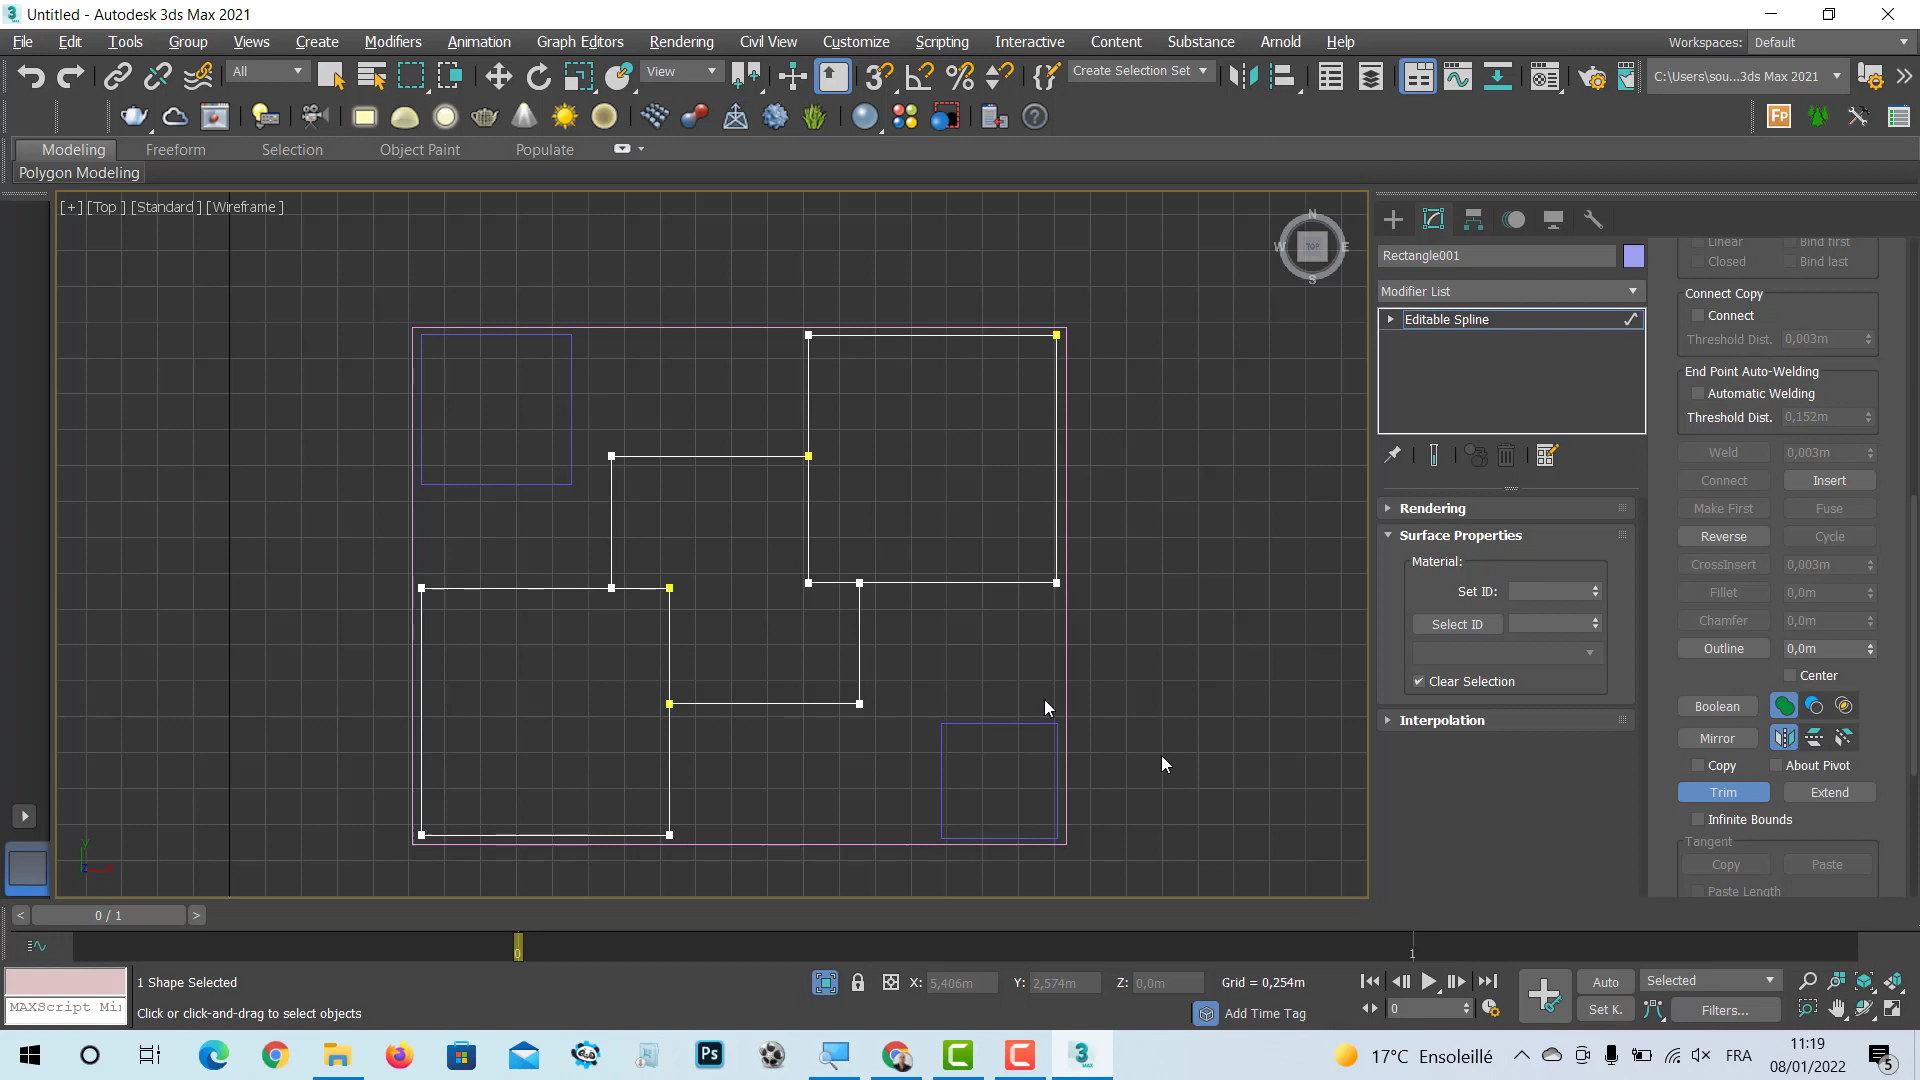 Untitled - Autodesk 3ds Max 2021
File Edit Tools Group Views Create Modifiers Animation Graph Editors Rendering Civil View Customize Scripting Interactive Content Substance Arnold Help Workspaces: Default
All View Create Selection Set C:\Users\sou...3ds Max 2021
Modeling Freeform Selection Object Paint Populate
Polygon Modeling
[+] [Top ] [Standard ] [Wireframe ]
N
W TOP E
S
Rectangle001
Modifier List
Editable Spline
Rendering
Surface Properties
Material:
Set ID:
Select ID
Clear Selection
Interpolation
Linear Bind first
Closed Bind last
Connect Copy
Connect
Threshold Dist. 0,003m
End Point Auto-Welding
Automatic Welding
Threshold Dist. 0,152m
Weld 0,003m
Connect Insert
Make First Fuse
Reverse Cycle
CrossInsert 0,003m
Fillet 0,0m
Chamfer 0,0m
Outline 0,0m
Center
Boolean
Mirror
Copy About Pivot
Trim Extend
Infinite Bounds
Tangent
Copy Paste
Paste Length
y
z
< 0 / 1 >
0 1
1 Shape Selected X: 5,406m Y: 2,574m Z: 0,0m Grid = 0,254m Auto Selected
MAXScript Mi
Click or click-and-drag to select objects Add Time Tag 0 Set K. Filters...
17°C Ensoleillé FRA 11:19
08/01/2022 5